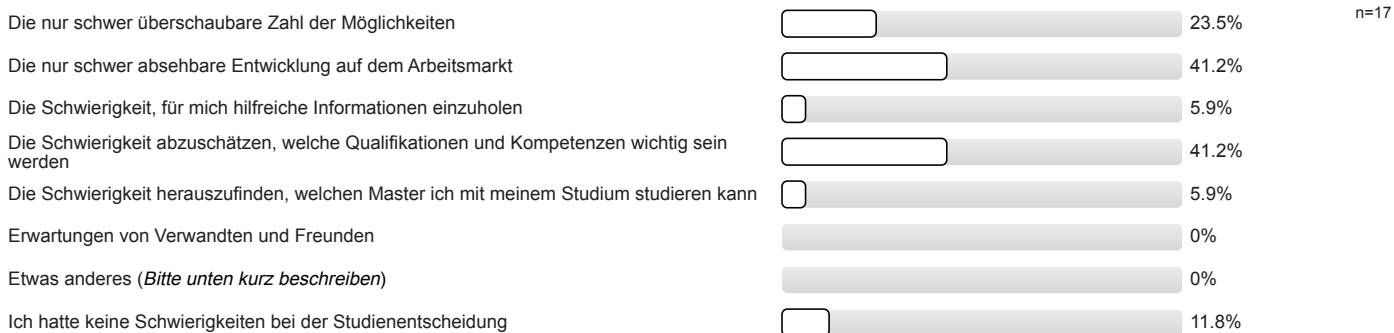 Die nur schwer überschaubare Zahl der Möglichkeiten 23.5% n=17
Die nur schwer absehbare Entwicklung auf dem Arbeitsmarkt 41.2%
Die Schwierigkeit, für mich hilfreiche Informationen einzuholen 5.9%
Die Schwierigkeit abzuschätzen, welche Qualifikationen und Kompetenzen wichtig sein
werden 41.2%
Die Schwierigkeit herauszufinden, welchen Master ich mit meinem Studium studieren kann 5.9%
Erwartungen von Verwandten und Freunden 0%
Etwas anderes (Bitte unten kurz beschreiben) 0%
Ich hatte keine Schwierigkeiten bei der Studienentscheidung 11.8%